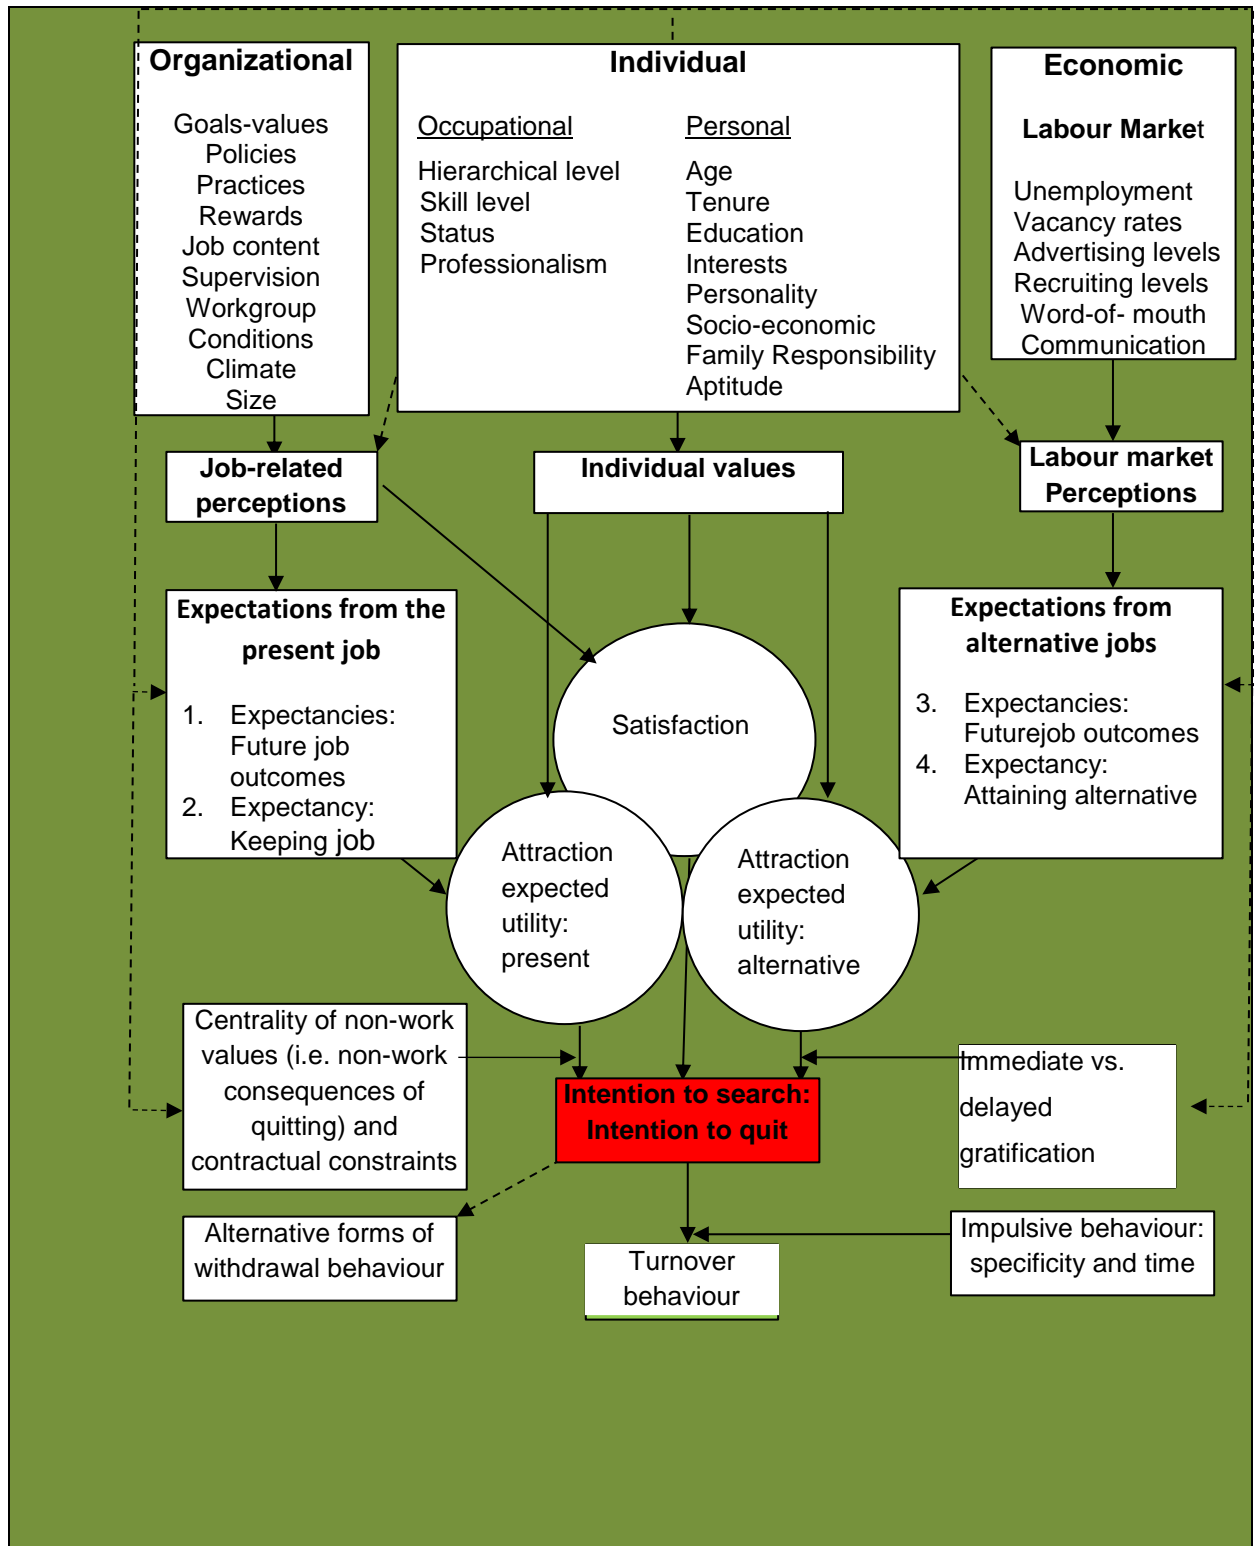 Organizational
Goals-values
Policies
Practices
Rewards
Job content
Supervision
Workgroup
Conditions
Climate
Size
Individual
Occupational
Hierarchical level
Skill level
Status
Professionalism
Personal
Age
Tenure
Education
Interests
Personality
Socio-economic
Family Responsibility
Aptitude
Economic
Labour Market
Unemployment
Vacancy rates
Advertising levels
Recruiting levels
Word-of- mouth
Communication
Job-related
perceptions
Individual values
Labour market
Perceptions
Expectations from the
present job
1. Expectancies:
Future job
outcomes
2. Expectancy:
Keeping job
Satisfaction
Expectations from
alternative jobs
3. Expectancies:
Futurejob outcomes
4. Expectancy:
Attaining alternative
Attraction
expected
utility:
present
Attraction
expected
utility:
alternative
Centrality of non-work
values (i.e. non-work
consequences of
quitting) and
contractual constraints
Intention to search:
Intention to quit
Immediate vs.
delayed
gratification
Alternative forms of
withdrawal behaviour
Turnover
behaviour
Impulsive behaviour:
specificity and time